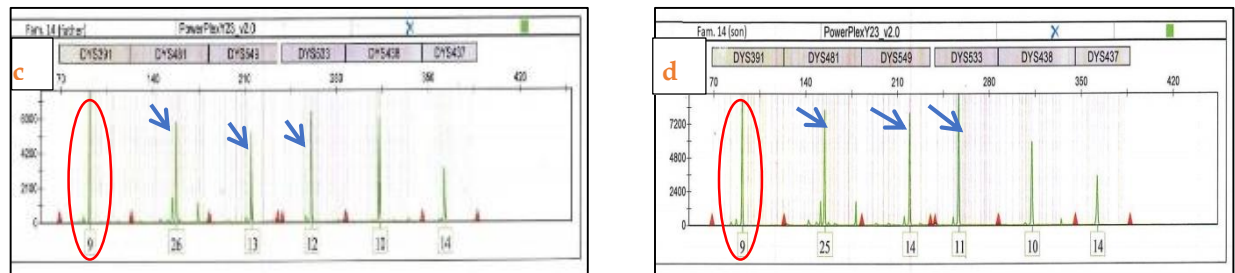 c
Fam. 14 (father) PowerPlexY23_v2.0
DYS391 DYS481 DYS549 DYS533 DYS438 DYS437
70 140 210 280 350 420
6300
4200
2100
0
9 26 13 12 10 14
d
Fam. 14 (son) PowerPlexY23_v2.0
DYS391 DYS481 DYS549 DYS533 DYS438 DYS437
70 140 210 280 350 420
7200
4800
2400
0
9 25 14 11 10 14